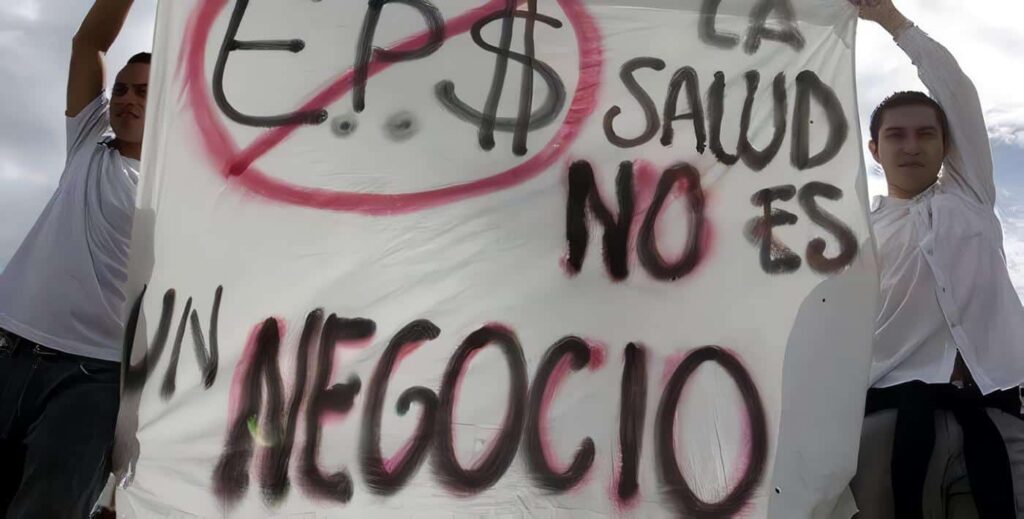 E.P.$
LA
SALUD
NO ES
UN NEGOCIO